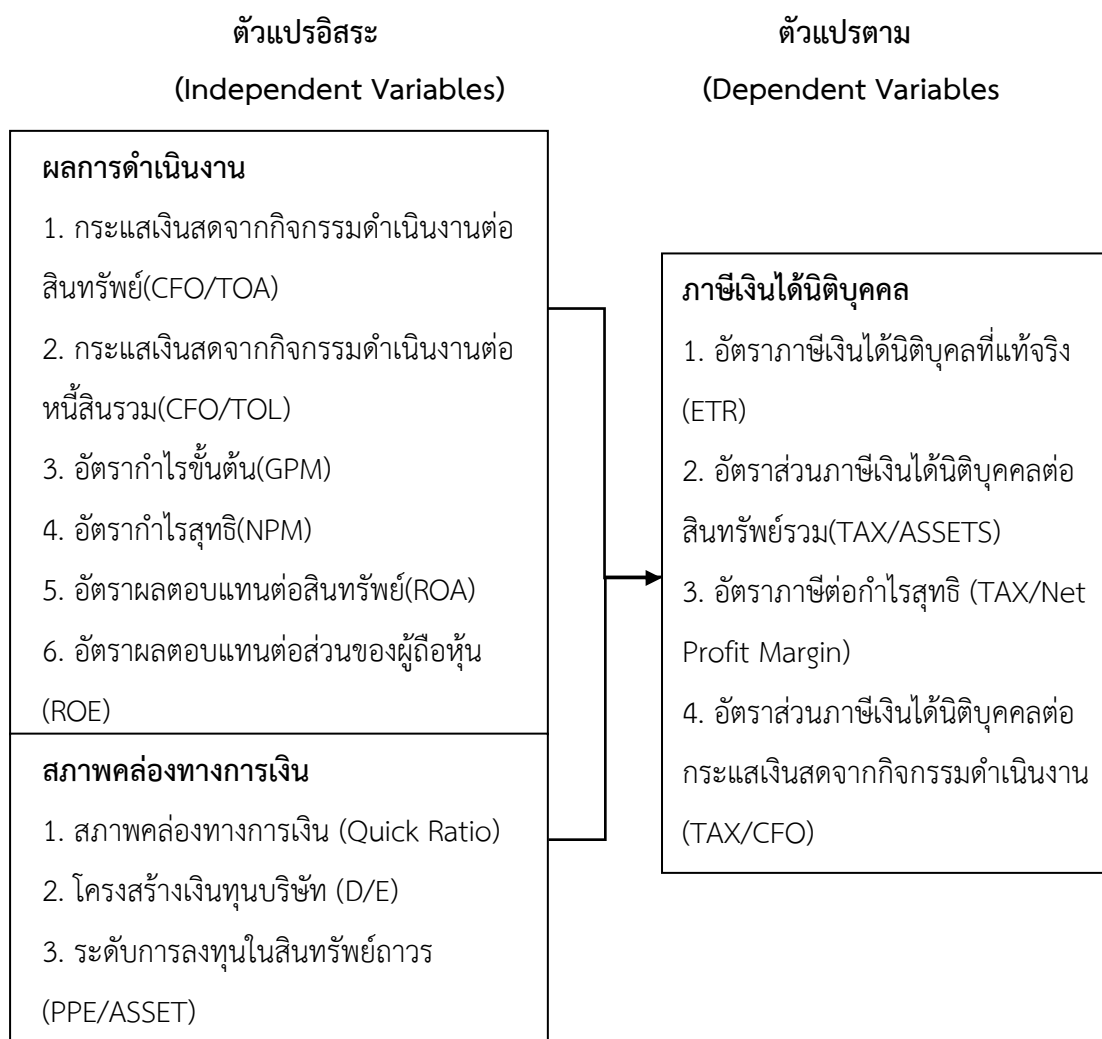 ตัวแปรอิสระ
(Independent Variables)
ตัวแปรตาม
(Dependent Variables
ผลการดำเนินงาน
1. กระแสเงินสดจากกิจกรรมดำเนินงานต่อ
สินทรัพย์(CFO/TOA)
2. กระแสเงินสดจากกิจกรรมดำเนินงานต่อ
หนี้สินรวม(CFO/TOL)
3. อัตรากำไรขั้นต้น(GPM)
4. อัตรากำไรสุทธิ(NPM)
5. อัตราผลตอบแทนต่อสินทรัพย์(ROA)
6. อัตราผลตอบแทนต่อส่วนของผู้ถือหุ้น
(ROE)
สภาพคล่องทางการเงิน
1. สภาพคล่องทางการเงิน (Quick Ratio)
2. โครงสร้างเงินทุนบริษัท (D/E)
3. ระดับการลงทุนในสินทรัพย์ถาวร
(PPE/ASSET)
ภาษีเงินได้นิติบุคคล
1. อัตราภาษีเงินได้นิติบุคลที่แท้จริง
(ETR)
2. อัตราส่วนภาษีเงินได้นิติบุคคลต่อ
สินทรัพย์รวม(TAX/ASSETS)
3. อัตราภาษีต่อกำไรสุทธิ (TAX/Net
Profit Margin)
4. อัตราส่วนภาษีเงินได้นิติบุคคลต่อ
กระแสเงินสดจากกิจกรรมดำเนินงาน
(TAX/CFO)